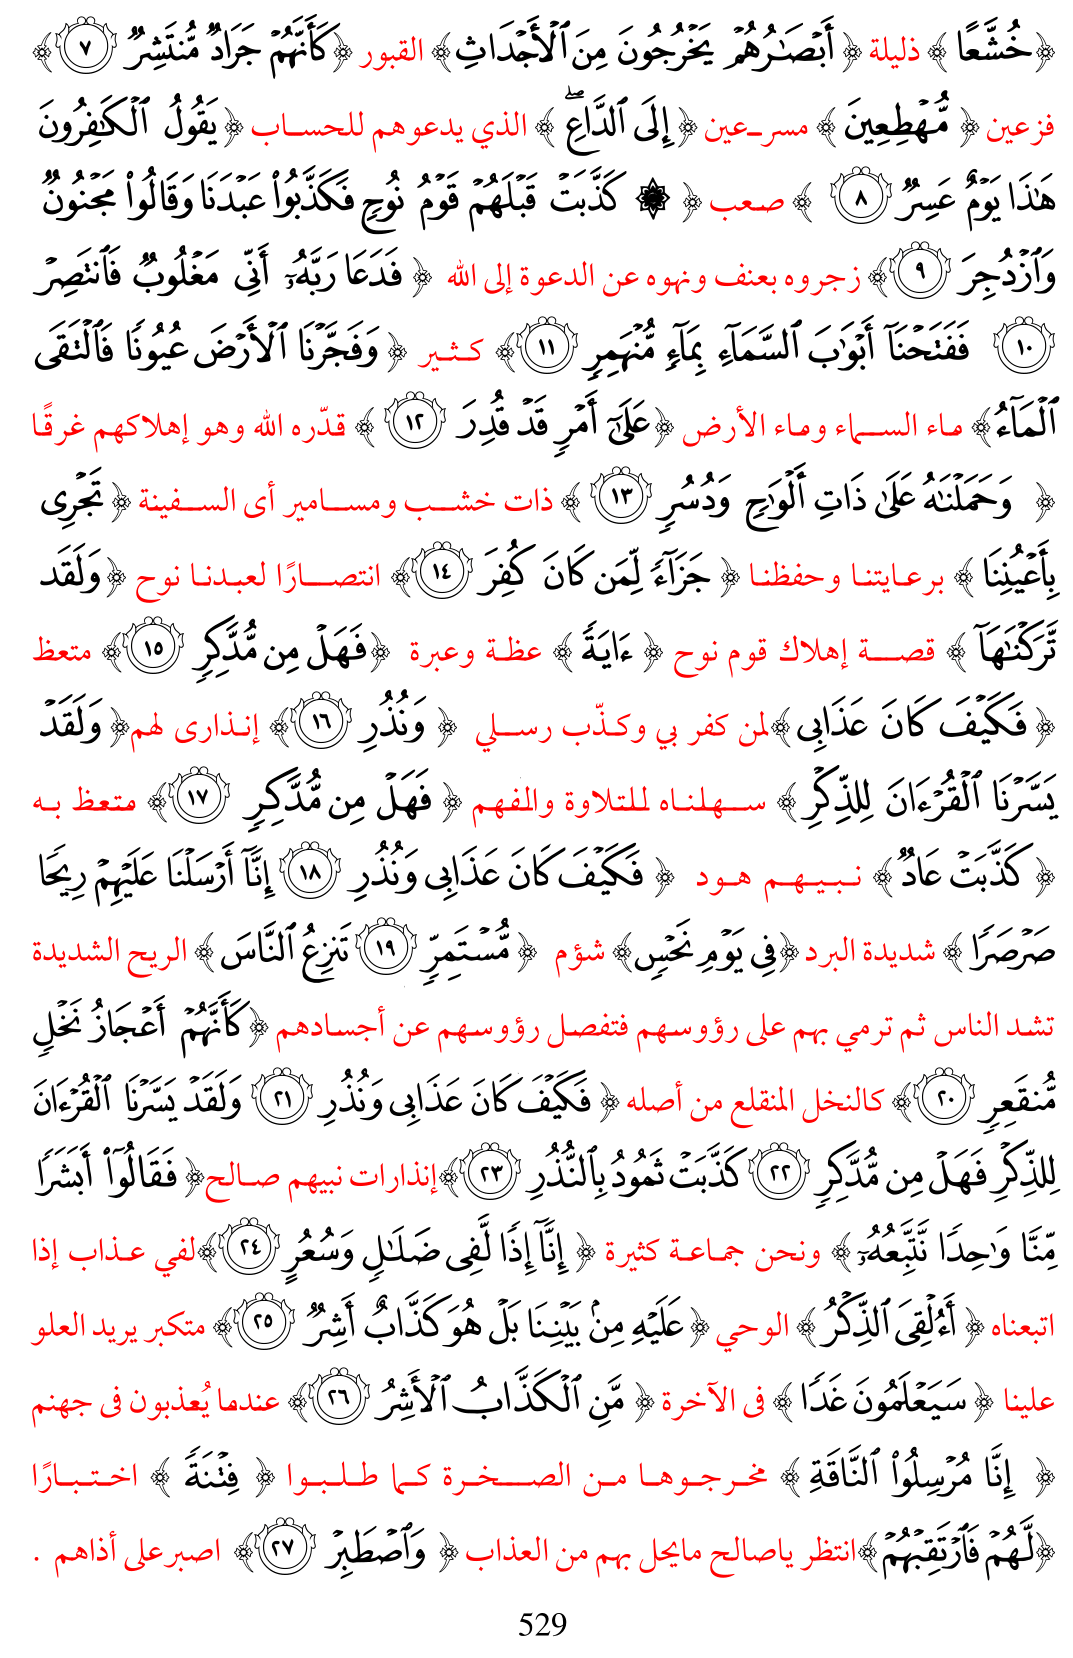 ﴿ خُشَّعًا ﴾ ذليلة ﴿ أَبْصَٰرُهُمْ يَخْرُجُونَ مِنَ ٱلْأَجْدَاثِ﴾ القبور ﴿كَأَنَّهُمْ جَرَادٌ مُّنتَشِرٌ ٧ ﴾
فزعين ﴿ مُّهْطِعِينَ ﴾ مسرعين ﴿ إِلَى ٱلدَّاعِۖ ﴾ الذي يدعوهم للحساب ﴿يَقُولُ ٱلْكَٰفِرُونَ
هَٰذَا يَوْمٌ عَسِرٌ ٨ ﴾ صعب ﴿ ۞ كَذَّبَتْ قَبْلَهُمْ قَوْمُ نُوحٍ فَكَذَّبُوا۟ عَبْدَنَا وَقَالُوا۟ مَجْنُونٌ
وَٱزْدُجِرَ ٩ ﴾ زجروه بعنف ونهوه عن الدعوة إلى الله ﴿ فَدَعَا رَبَّهُۥٓ أَنِّى مَغْلُوبٌ فَٱنتَصِرْ
١٠ فَفَتَحْنَآ أَبْوَٰبَ ٱلسَّمَآءِ بِمَآءٍ مُّنْهَمِرٍ ١١ ﴾ كثير ﴿ وَفَجَّرْنَا ٱلْأَرْضَ عُيُونًا فَٱلْتَقَى
ٱلْمَآءُ﴾ ماء السماء وماء الأرض ﴿عَلَىٰٓ أَمْرٍ قَدْ قُدِرَ ١٢ ﴾ قدّره الله وهو إهلاكهم غرقًا
﴿ وَحَمَلْنَٰهُ عَلَىٰ ذَاتِ أَلْوَٰحٍ وَدُسُرٍ ١٣ ﴾ ذات خشب ومسامير أى السفينة ﴿ تَجْرِى
بِأَعْيُنِنَا ﴾ برعايتنا وحفظنا ﴿ جَزَآءً لِّمَن كَانَ كُفِرَ ١٤ ﴾ انتصارًا لعبدنا نوح ﴿ وَلَقَد
تَّرَكْنَٰهَآ ﴾ قصة إهلاك قوم نوح ﴿ ءَايَةً ﴾ عظة وعبرة ﴿فَهَلْ مِن مُّدَّكِرٍ ١٥ ﴾ متعظ
﴿ فَكَيْفَ كَانَ عَذَابِى ﴾لمن كفر بي وكذّب رسلي ﴿ وَنُذُرِ ١٦ ﴾ إنذارى لهم﴿ وَلَقَدْ
يَسَّرْنَا ٱلْقُرْءَانَ لِلذِّكْرِ ﴾ سهلناه للتلاوة والفهم ﴿ فَهَلْ مِن مُّدَّكِرٍ ١٧ ﴾ متعظ به
﴿ كَذَّبَتْ عَادٌ ﴾ نبيهم هود ﴿ فَكَيْفَ كَانَ عَذَابِى وَنُذُرِ ١٨ إِنَّآ أَرْسَلْنَا عَلَيْهِمْ رِيحًا
صَرْصَرًا ﴾ شديدة البرد ﴿فِى يَوْمِ نَحْسٍ﴾ شؤم ﴿ مُّسْتَمِرٍّ ١٩ تَنزِعُ ٱلنَّاسَ ﴾ الريح الشديدة
تشد الناس ثم ترمي بهم على رؤوسهم فتفصل رؤوسهم عن أجسادهم ﴿كَأَنَّهُمْ أَعْجَازُ نَخْلٍ
مُّنقَعِرٍ ٢٠ ﴾ كالنخل المنقلع من أصله ﴿ فَكَيْفَ كَانَ عَذَابِى وَنُذُرِ ٢١ وَلَقَدْ يَسَّرْنَا ٱلْقُرْءَانَ
لِلذِّكْرِ فَهَلْ مِن مُّدَّكِرٍ ٢٢ كَذَّبَتْ ثَمُودُ بِٱلنُّذُرِ ٢٣ ﴾إنذارات نبيهم صالح﴿ فَقَالُوٓا۟ أَبَشَرًا
مِّنَّا وَٰحِدًا نَّتَّبِعُهُۥٓ ﴾ ونحن جماعة كثيرة ﴿ إِنَّآ إِذًا لَّفِى ضَلَٰلٍ وَسُعُرٍ ٢٤ ﴾لفي عذاب إذا
اتبعناه ﴿ أَءُلْقِىَ ٱلذِّكْرُ ﴾ الوحي ﴿ عَلَيْهِ مِنۢ بَيْنِنَا بَلْ هُوَ كَذَّابٌ أَشِرٌ ٢٥ ﴾ متكبر يريد العلو
علينا ﴿ سَيَعْلَمُونَ غَدًا ﴾ فى الآخرة ﴿ مَّنِ ٱلْكَذَّابُ ٱلْأَشِرُ ٢٦ ﴾ عندما يُعذبون فى جهنم
﴿ إِنَّا مُرْسِلُوا۟ ٱلنَّاقَةِ ﴾ مخرجوها من الصخرة كما طلبوا ﴿ فِتْنَةً ﴾ اختبارًا
﴿لَّهُمْ فَٱرْتَقِبْهُمْ ﴾انتظر ياصالح مايحل بهم من العذاب ﴿ وَٱصْطَبِرْ ٢٧ ﴾ اصبر على أذاهم .
529